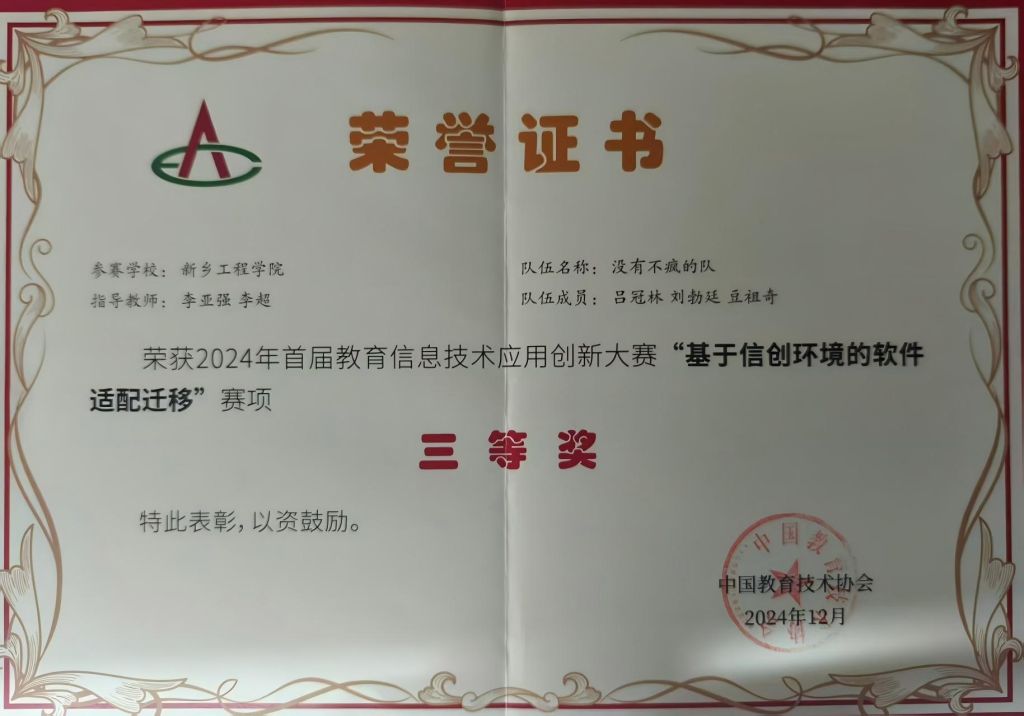 荣誉证书
参赛学校：新乡工程学院
队伍名称：没有不疯的队
指导教师：李亚强 李超
队伍成员：吕冠林 刘勃廷 豆祖奇
荣获2024年首届教育信息技术应用创新大赛“基于信创环境的软件
适配迁移”赛项
三等奖
特此表彰，以资鼓励。
中国教育技术协会
2024年12月